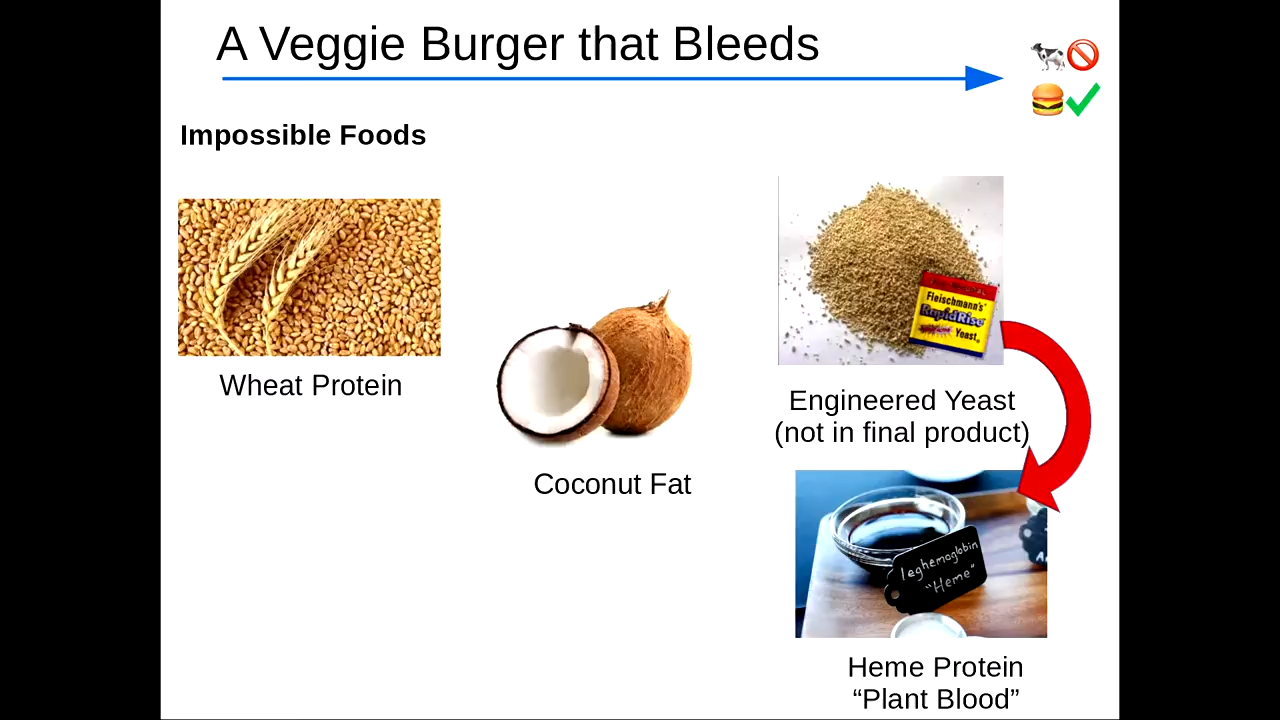 A Veggie Burger that Bleeds
Impossible Foods
Wheat Protein
Coconut Fat
Fleischmann's
RapidRise
Yeast
Engineered Yeast
(not in final product)
leghemoglobin
"Heme"
Heme Protein
“Plant Blood”